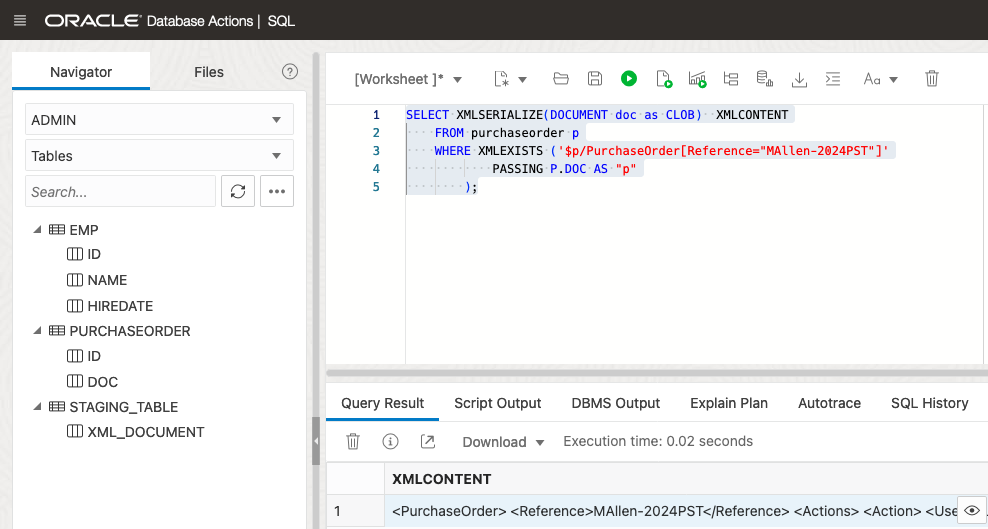 ORACLE Database Actions | SQL
Navigator
Files
ADMIN
Tables
Search...
EMP
ID
NAME
HIREDATE
PURCHASEORDER
ID
DOC
STAGING_TABLE
XML_DOCUMENT
[Worksheet ]*
Aa
1 SELECT XMLSERIALIZE(DOCUMENT doc as CLOB) XMLCONTENT
2 FROM purchaseorder p
3 WHERE XMLEXISTS ('$p/PurchaseOrder[Reference="MAllen-2024PST"]'
4 PASSING P.DOC AS "p"
5 );
Query Result Script Output DBMS Output Explain Plan Autotrace SQL History
Download Execution time: 0.02 seconds
XMLCONTENT
1 <PurchaseOrder> <Reference>MAllen-2024PST</Reference> <Actions> <Action> <Use